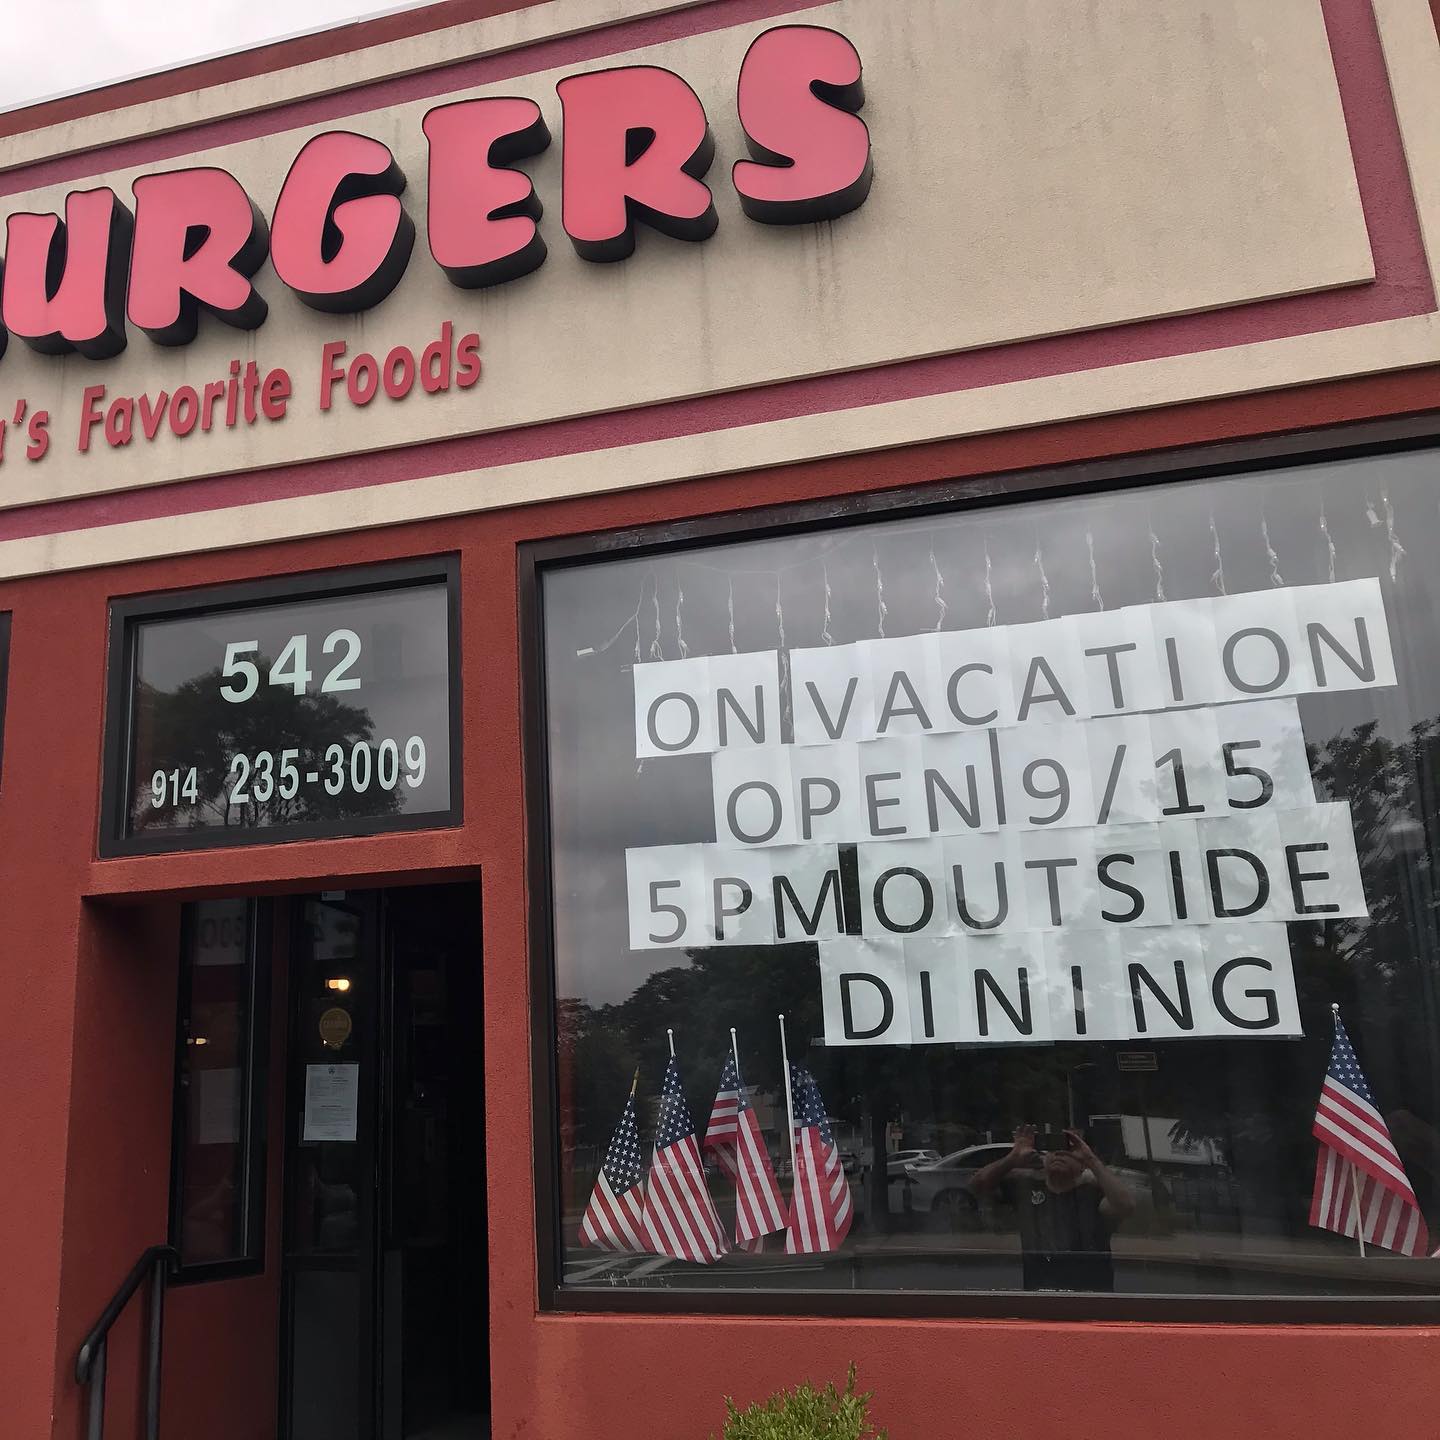 URGERS
a's Favorite Foods
542
914 235-3009
ON VACATION
OPEN 9/15
5PM OUTSIDE
DINING